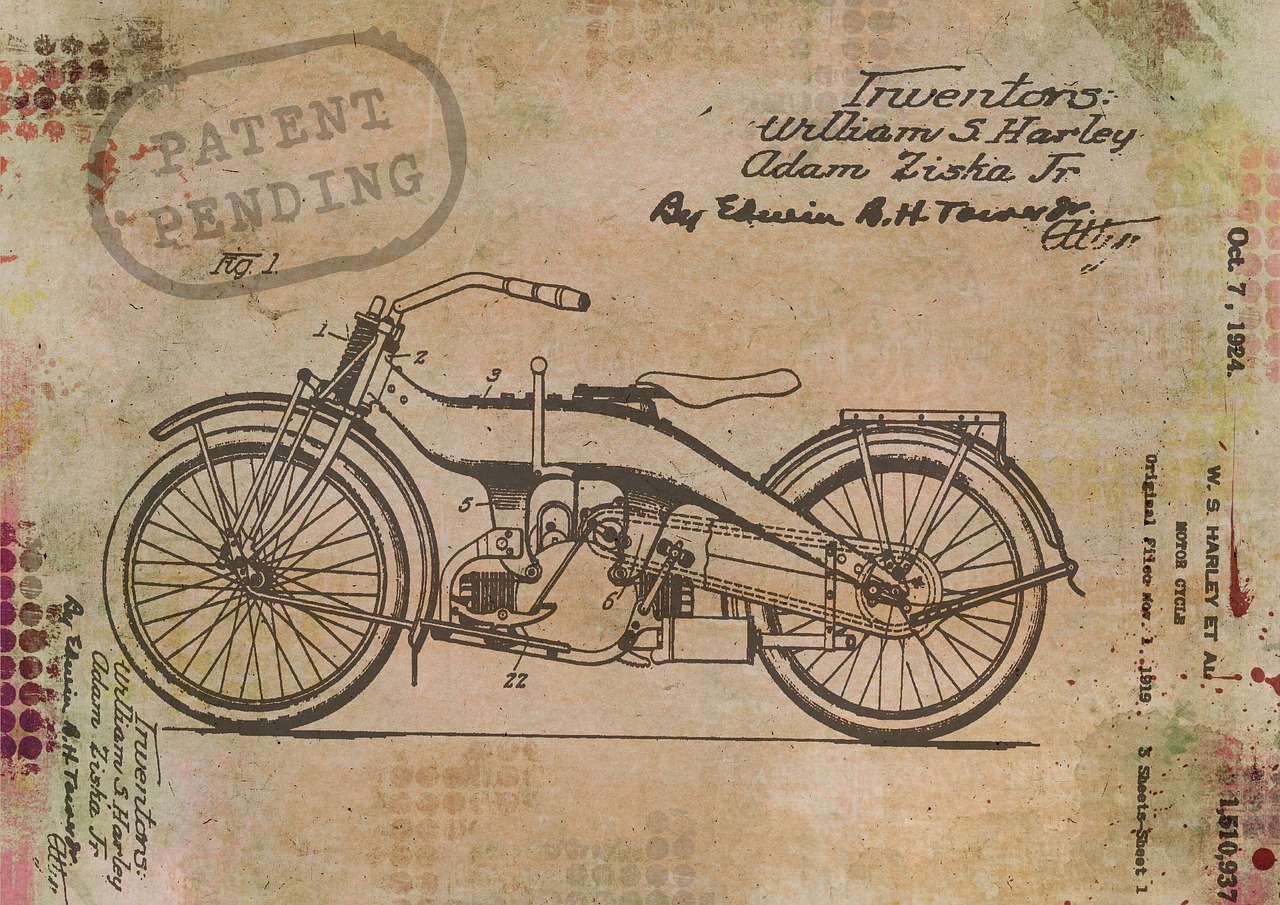 PATENT
PENDING
Fig. 1.
Inventors:
William S. Harley
Adam Ziska Jr
By Edwin B.H. Tower Jr.
Att'y
1
2
3
5
6
22
Oct. 7, 1924.
1,510,937
W. S. HARLEY ET AL
MOTOR CYCLE
Original Filed Nov. 1. 1919
3 Sheets-Sheet 1
Inventors:
William S. Harley
Adam Ziska Jr
By Edwin B.H. Tower Jr.
Att'y